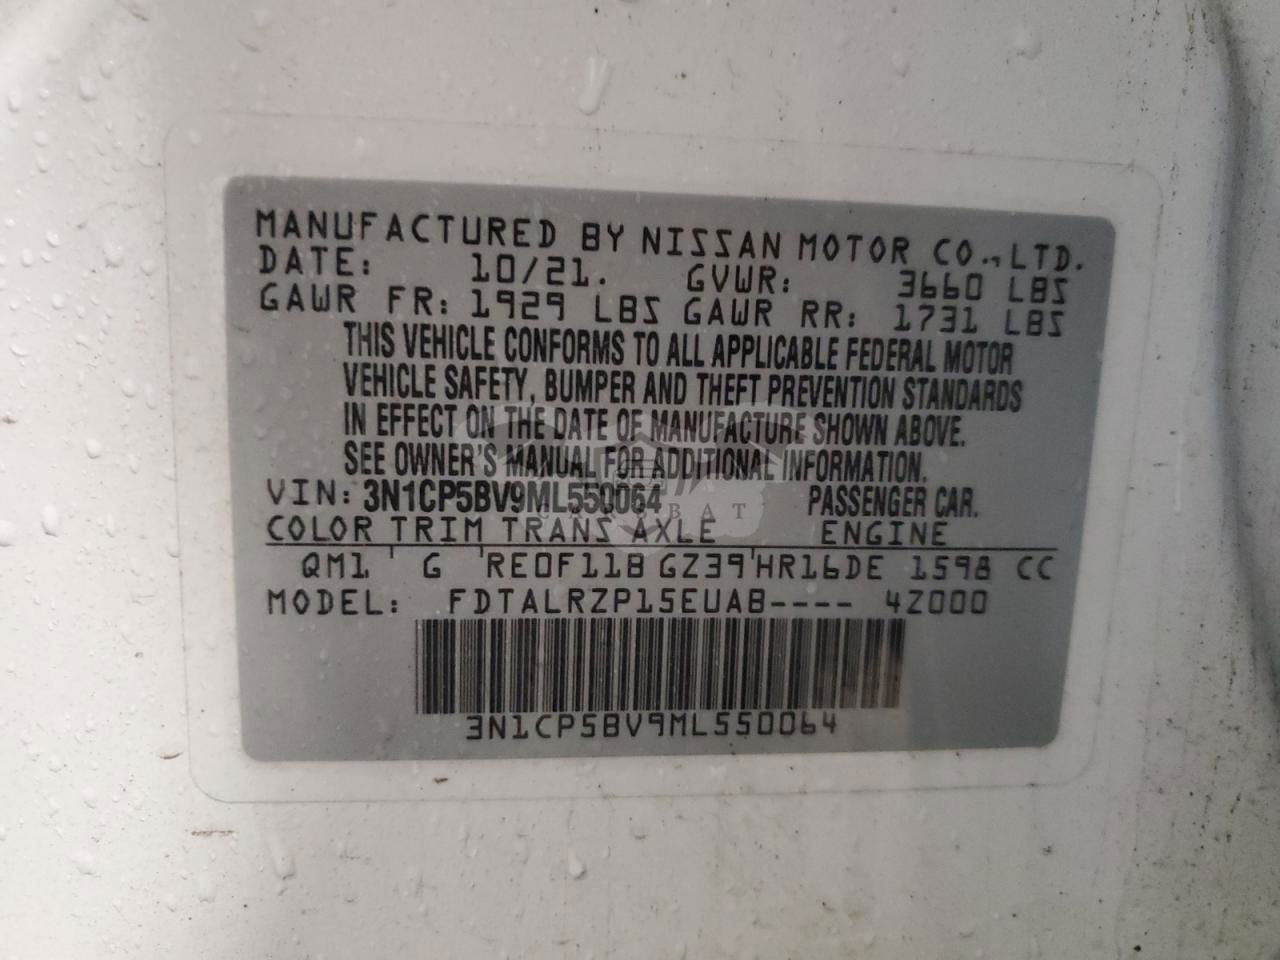 MANUFACTURED BY NISSAN MOTOR CO., LTD.
DATE: 10/21. GVWR: 3660 LBS
GAWR FR: 1929 LBS GAWR RR: 1731 LBS
THIS VEHICLE CONFORMS TO ALL APPLICABLE FEDERAL MOTOR
VEHICLE SAFETY, BUMPER AND THEFT PREVENTION STANDARDS
IN EFFECT ON THE DATE OF MANUFACTURE SHOWN ABOVE.
SEE OWNER'S MANUAL FOR ADDITIONAL INFORMATION.
VIN: 3N1CP5BV9ML550064 PASSENGER CAR.
COLOR TRIM TRANS AXLE ENGINE
QM1 G RE0F11B GZ39 HR16DE 1598 CC
MODEL: FDTALRZP15EUAB---- 4Z000
3N1CP5BV9ML550064